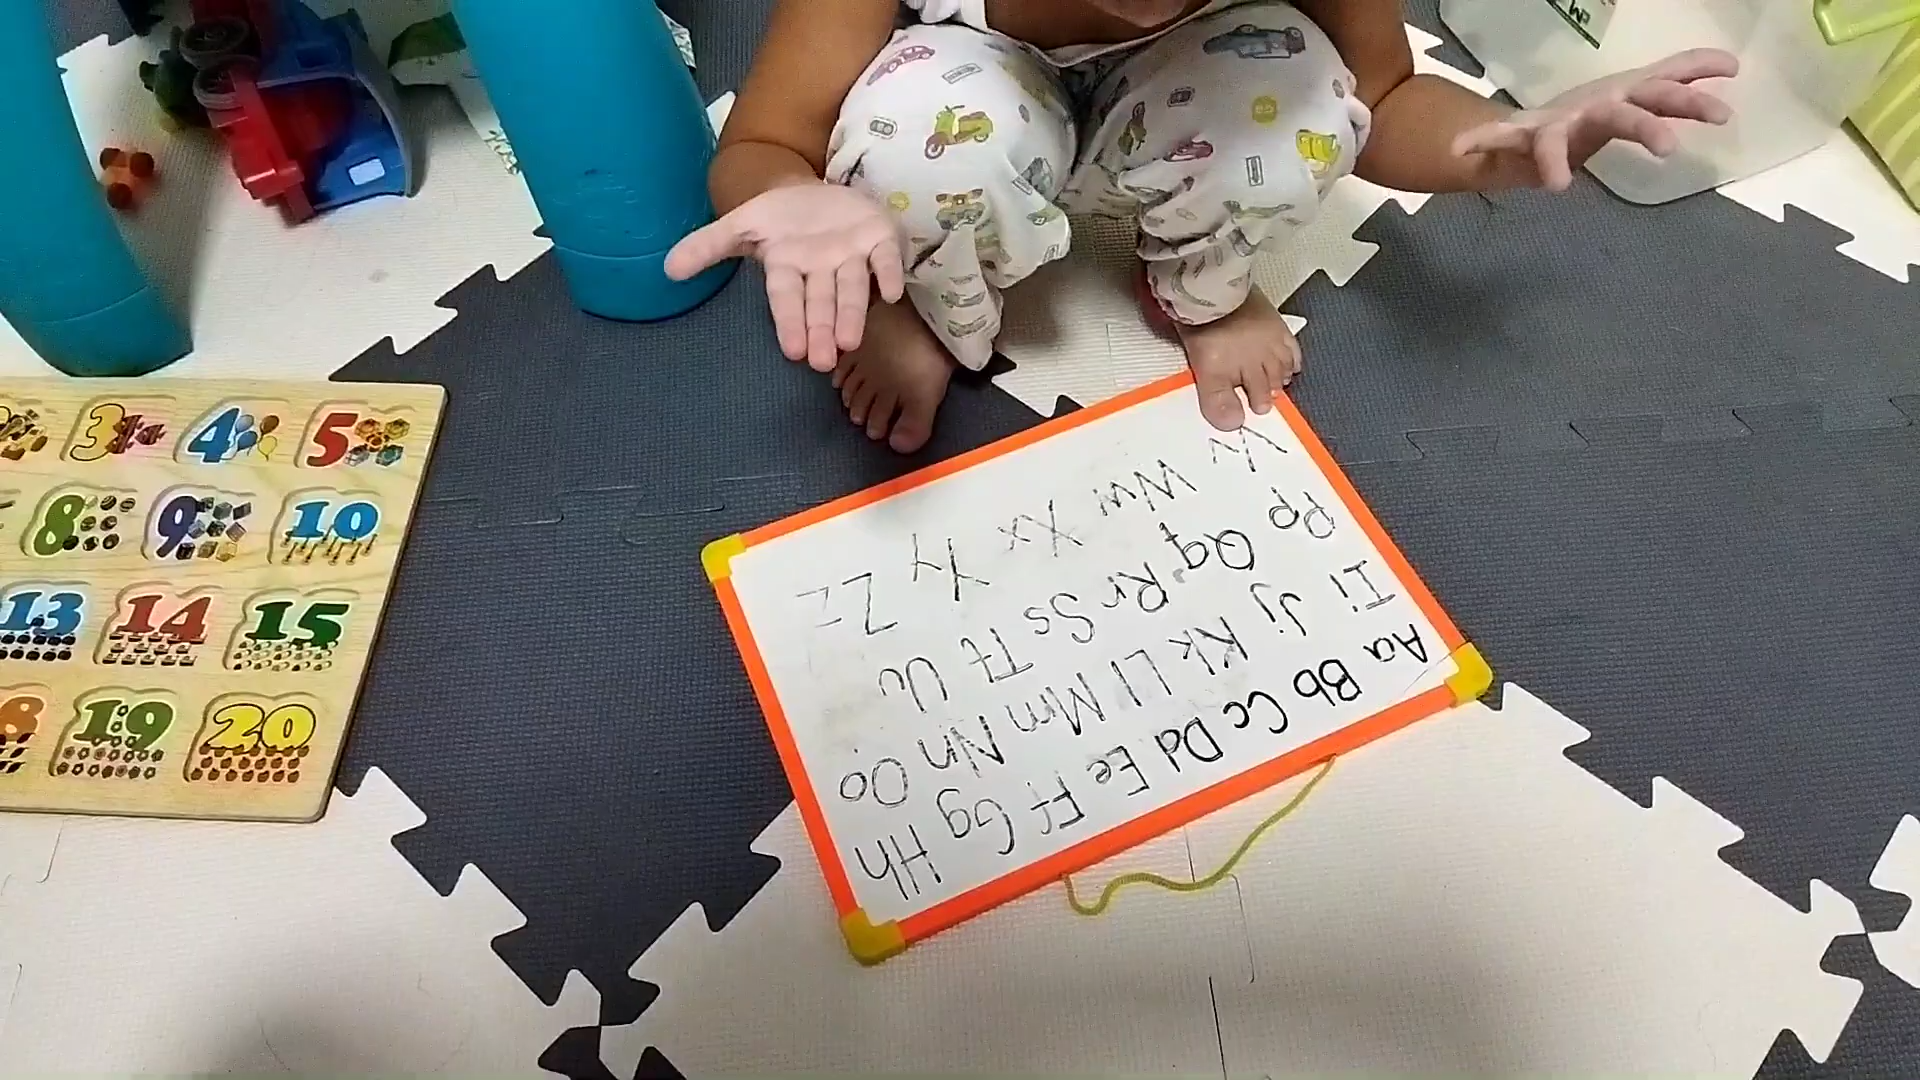 Aa Bb Cc Dd Ee Ff Gg Hh
Ii Jj Kk Ll Mm Nn Oo
Pp Qq Rr Ss Tt Uu
Vv Ww Xx Yy Zz
3 4 5
8 9 10
13 14 15
8 19 20